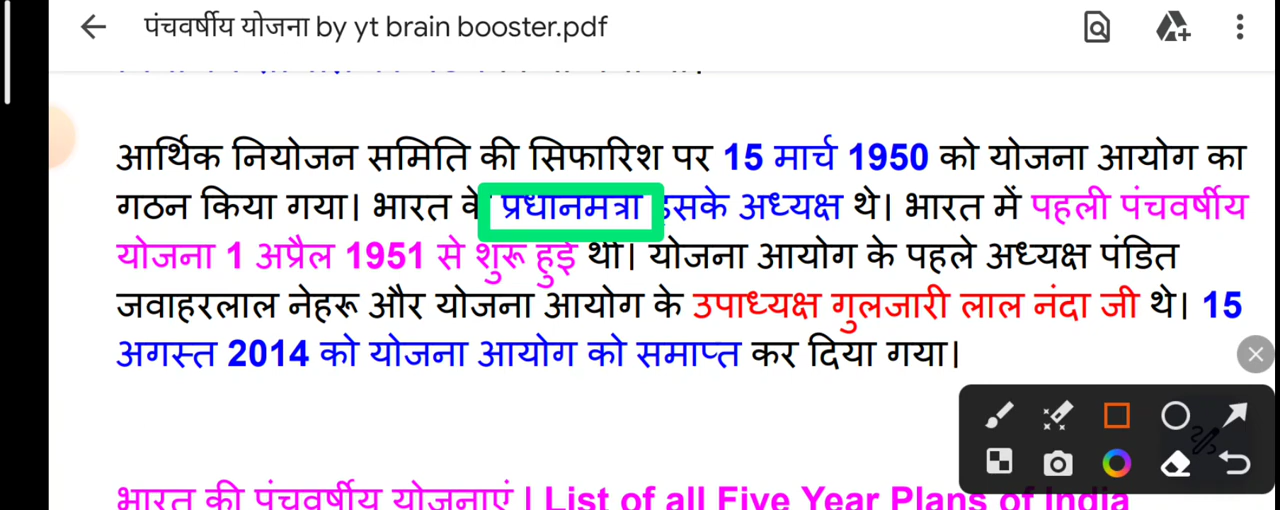 पंचवर्षीय योजना by yt brain booster.pdf
आर्थिक नियोजन समिति की सिफारिश पर 15 मार्च 1950 को योजना आयोग का
गठन किया गया। भारत के प्रधानमंत्री इसके अध्यक्ष थे। भारत में पहली पंचवर्षीय
योजना 1 अप्रैल 1951 से शुरू हुई थी। योजना आयोग के पहले अध्यक्ष पंडित
जवाहरलाल नेहरू और योजना आयोग के उपाध्यक्ष गुलजारी लाल नंदा जी थे। 15
अगस्त 2014 को योजना आयोग को समाप्त कर दिया गया।
भारत की पंचवर्षीय योजनाएं | List of all Five Year Plans of India